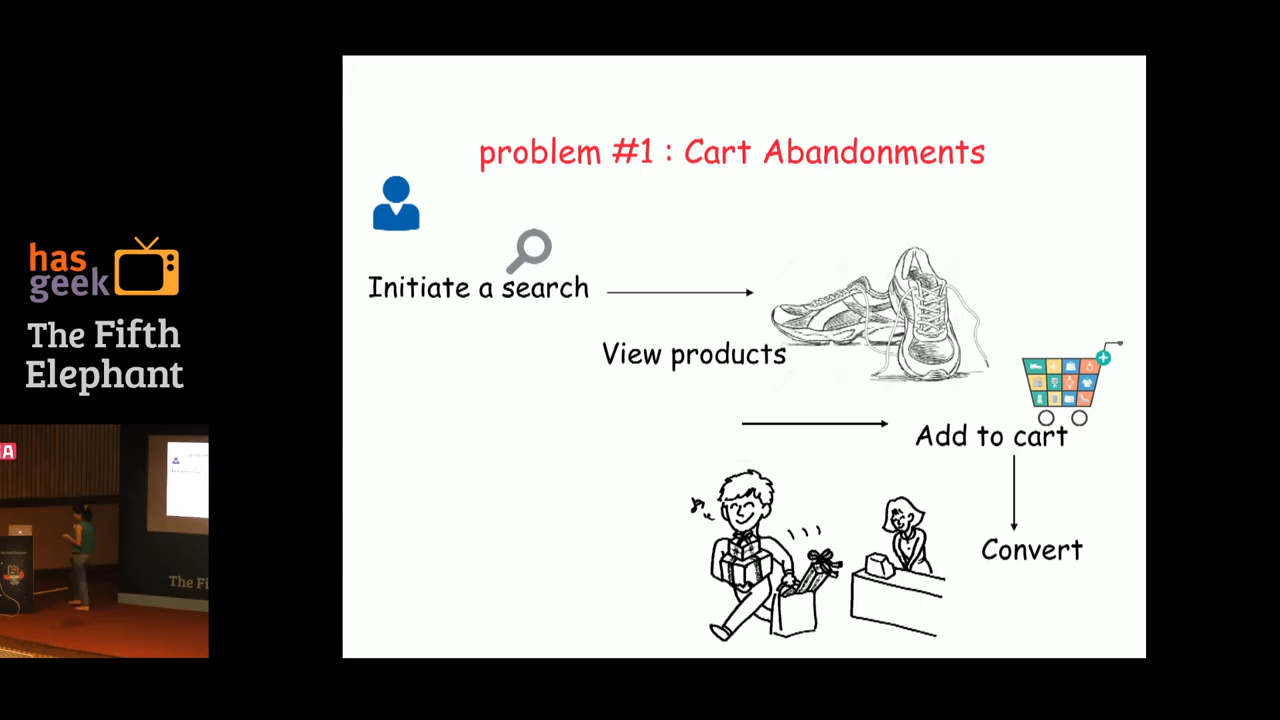 problem #1 : Cart Abandonments
Initiate a search
View products
Add to cart
Convert
has
geek
The Fifth
Elephant